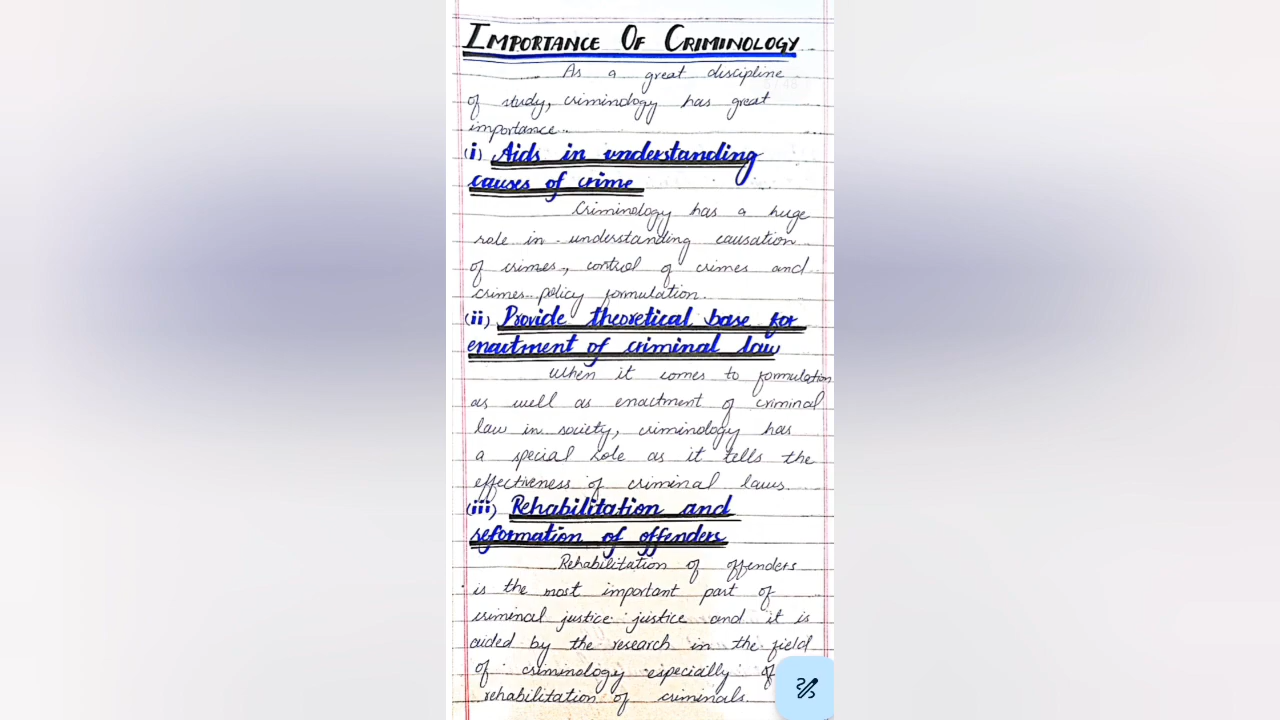 IMPORTANCE OF CRIMINOLOGY
As a great discipline
of study, criminology has great
importance.
(i) Aids in understanding
causes of crime
Criminology has a huge
role in understanding causation
of crimes, control of crimes and
crimes policy formulation.
(ii) Provide theoretical base for
enactment of criminal law
When it comes to formulation
as well as enactment of criminal
law in society, criminology has
a special role as it tells the
effectiveness of criminal laws.
(iii) Rehabilitation and
reformation of offenders
Rehabilitation of offenders
is the most important part of
criminal justice justice and it is
aided by the research in the field
of criminology especially of
rehabilitation of criminals.